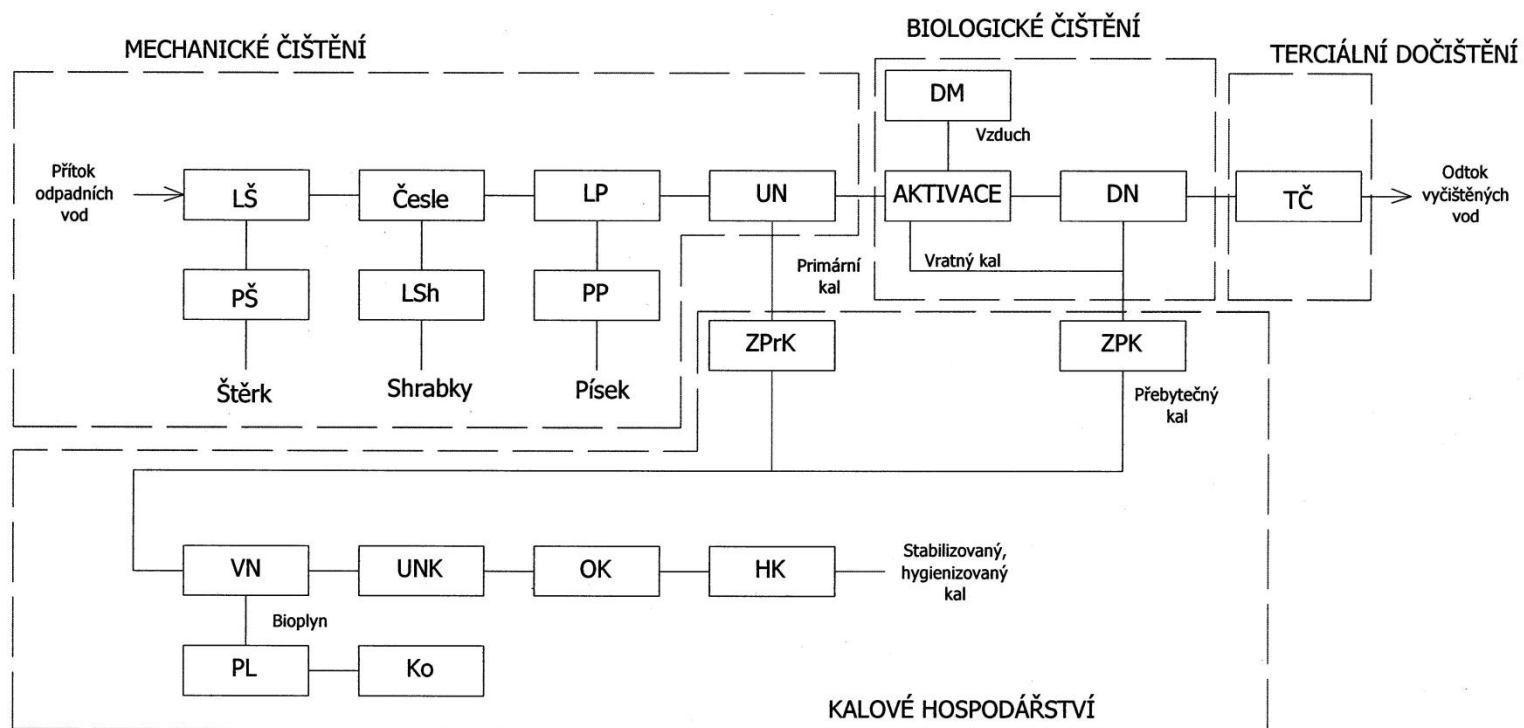 MECHANICKÉ ČIŠTĚNÍ
BIOLOGICKÉ ČIŠTĚNÍ
TERCIÁLNÍ DOČIŠTĚNÍ
DM
Vzduch
Přítok
odpadních
vod
LŠ
Česle
LP
UN
AKTIVACE
DN
TČ
Odtok
vyčištěných
vod
PŠ
LSh
PP
Primární
kal
Vratný kal
Štěrk
Shrabky
Písek
ZPrK
ZPK
Přebytečný
kal
VN
UNK
OK
HK
Stabilizovaný,
hygienizovaný
kal
Bioplyn
PL
Ko
KALOVÉ HOSPODÁŘSTVÍ